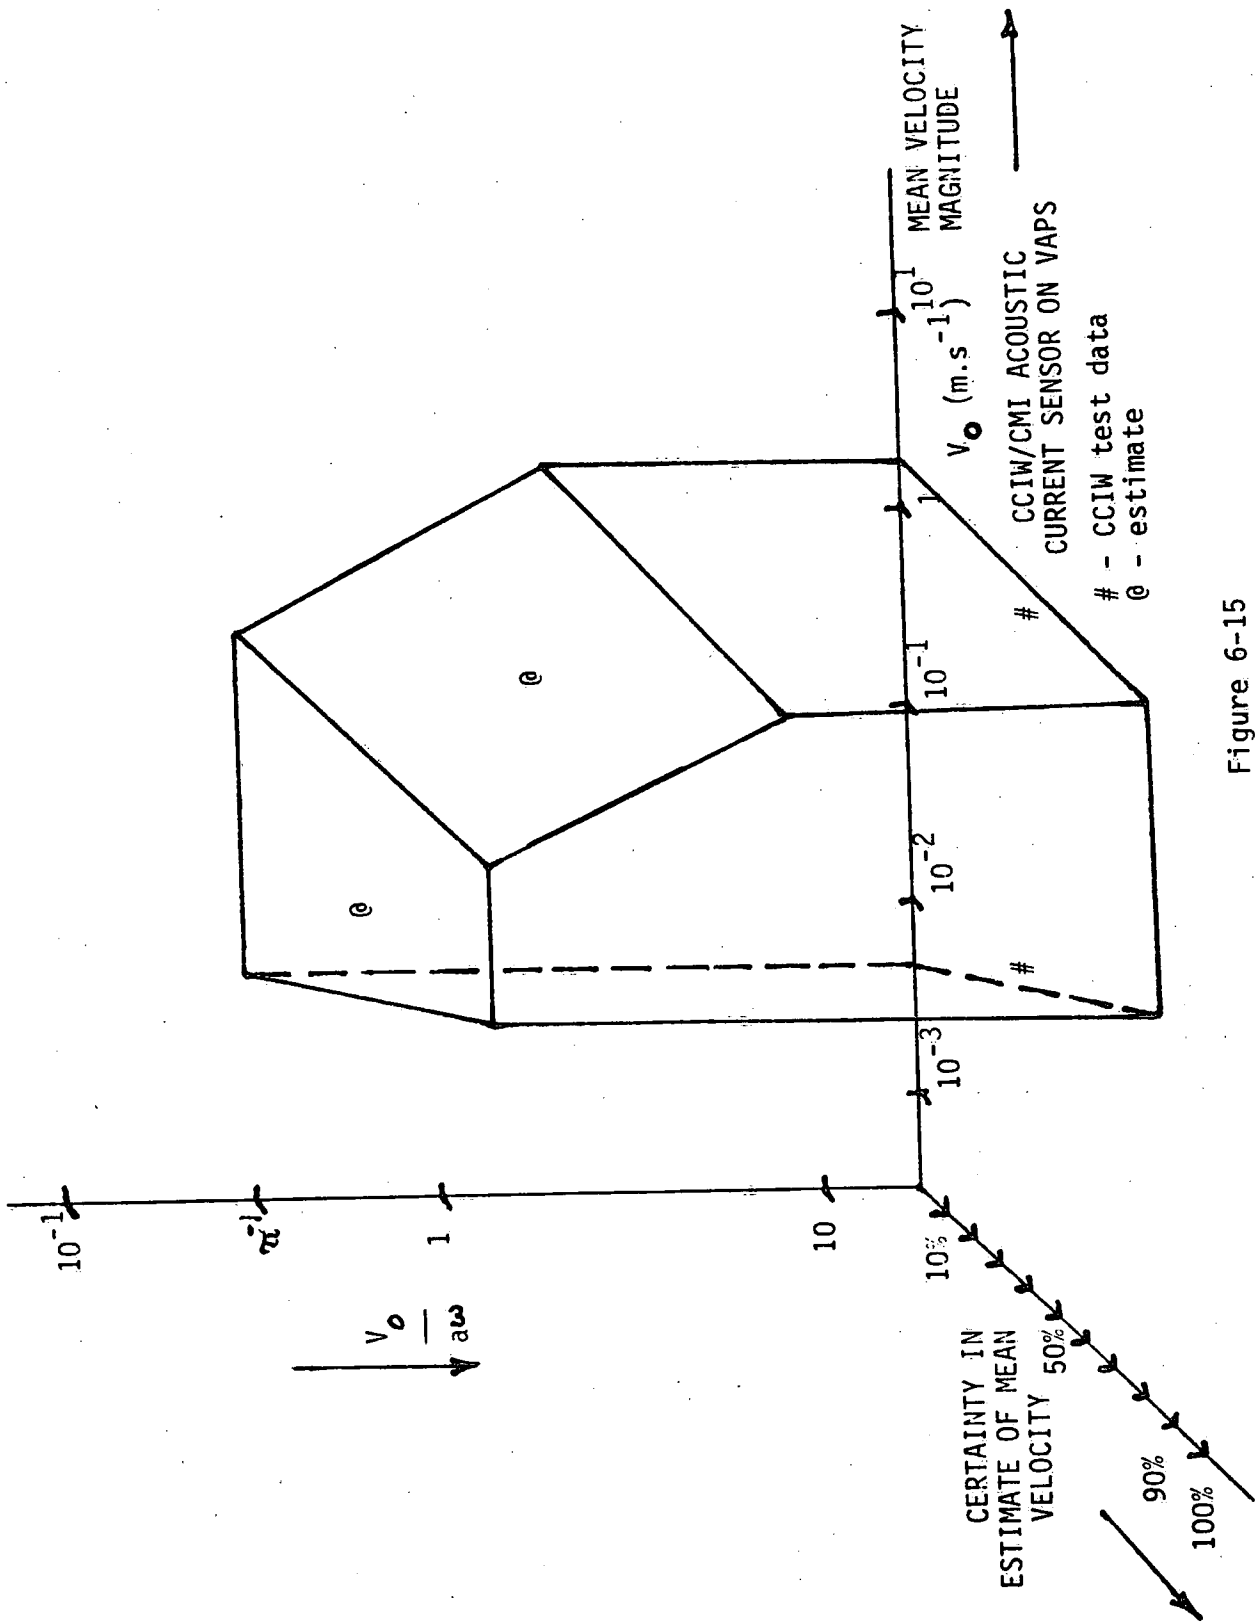 10⁻¹
π⁻¹
1
10
V₀
aω
10⁻³
10⁻²
10⁻¹
1
10¹
V₀ (m.s⁻¹)
MEAN VELOCITY
MAGNITUDE
@
@
#
#
10%
50%
90%
100%
CERTAINTY IN
ESTIMATE OF MEAN
VELOCITY
CCIW/CMI ACOUSTIC
CURRENT SENSOR ON VAPS
# - CCIW test data
@ - estimate
Figure 6-15